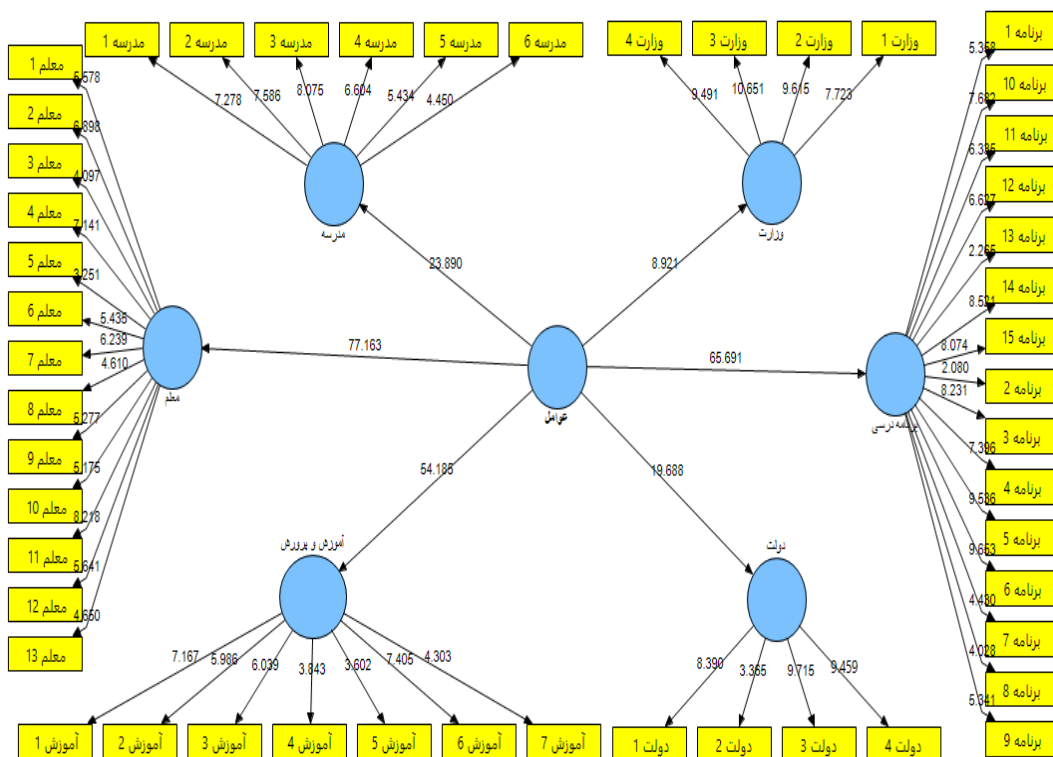 مدرسه 1
مدرسه 2
مدرسه 3
مدرسه 4
مدرسه 5
مدرسه 6
7.278
7.586
8.075
6.604
5.434
4.450
مدرسه
وزارت 4
وزارت 3
وزارت 2
وزارت 1
9.491
10.651
9.615
7.723
وزارت
معلم 1
معلم 2
معلم 3
معلم 4
معلم 5
معلم 6
معلم 7
معلم 8
معلم 9
معلم 10
معلم 11
معلم 12
معلم 13
5.578
6.898
4.097
7.141
3.251
5.435
6.239
4.610
5.277
5.175
8.218
5.641
4.650
معلم
23.890
8.921
77.163
65.691
عوامل
54.185
19.688
برنامه 1
برنامه 10
برنامه 11
برنامه 12
برنامه 13
برنامه 14
برنامه 15
برنامه 2
برنامه 3
برنامه 4
برنامه 5
برنامه 6
برنامه 7
برنامه 8
برنامه 9
5.358
7.682
6.335
6.627
2.265
8.521
8.074
2.080
8.231
7.396
9.536
9.653
4.430
4.028
5.341
برنامه درسی
آموزش و پرورش
7.167
5.986
6.039
3.843
3.602
7.405
4.303
آموزش 1
آموزش 2
آموزش 3
آموزش 4
آموزش 5
آموزش 6
آموزش 7
دولت
8.390
3.365
9.715
9.459
دولت 1
دولت 2
دولت 3
دولت 4